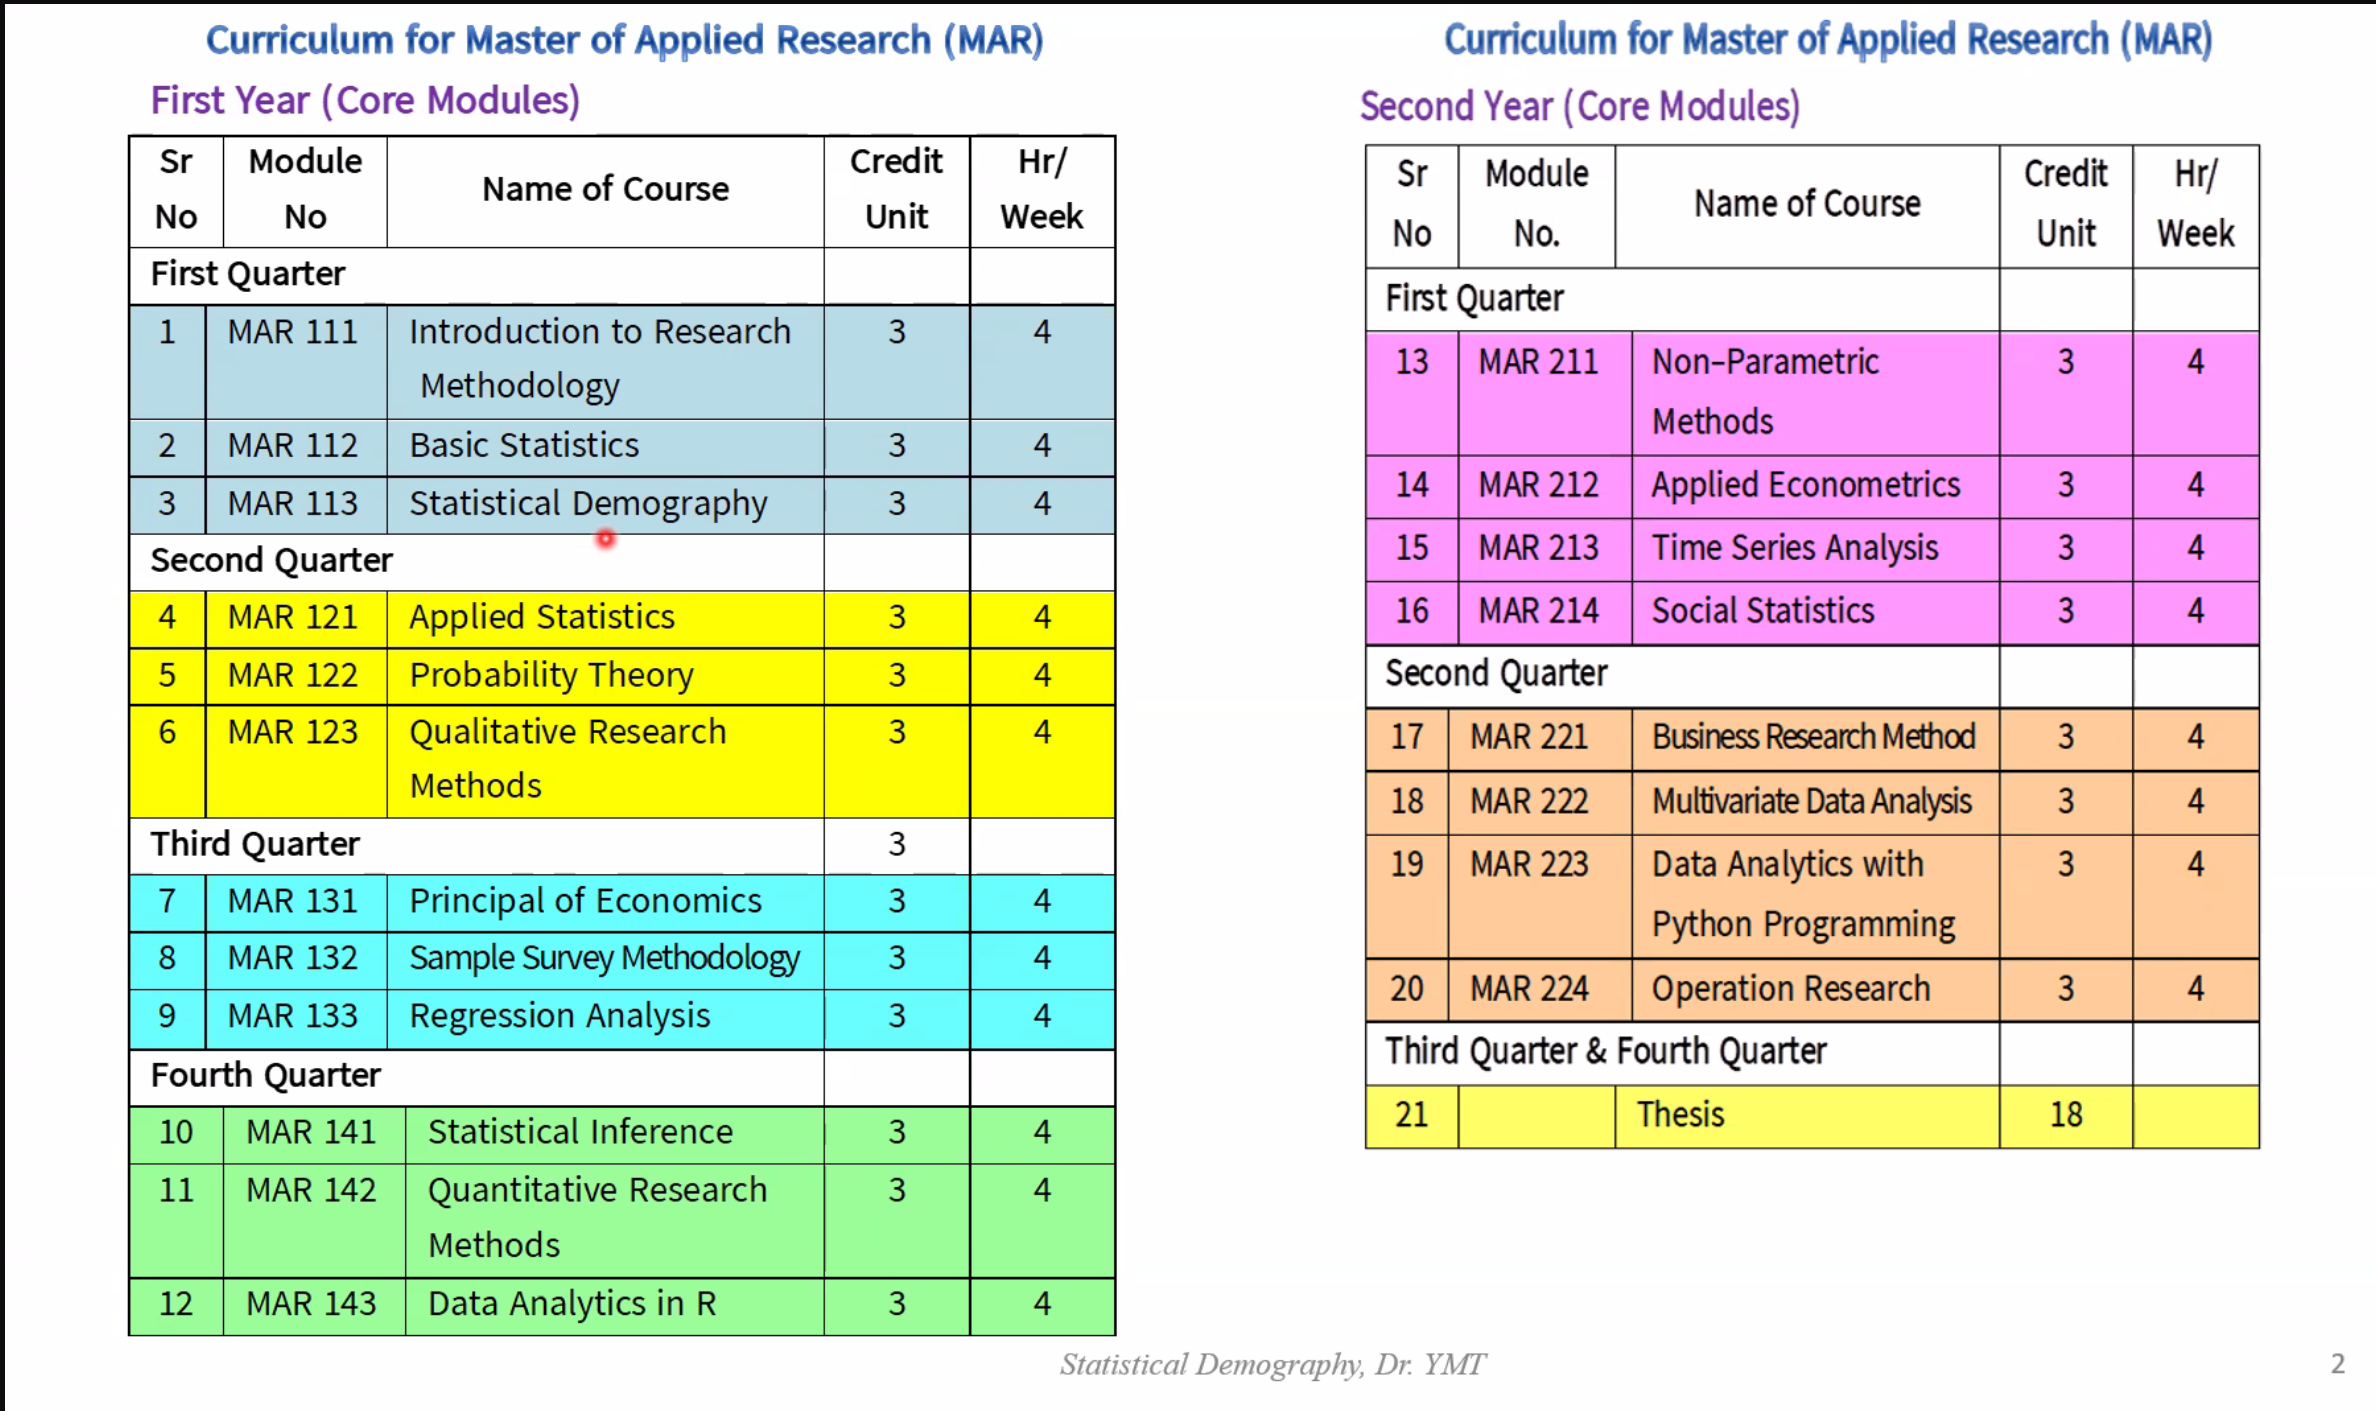 Curriculum for Master of Applied Research (MAR)
First Year (Core Modules)
Sr No Module No Name of Course Credit Unit Hr/ Week
First Quarter
1 MAR 111 Introduction to Research Methodology 3 4
2 MAR 112 Basic Statistics 3 4
3 MAR 113 Statistical Demography 3 4
Second Quarter
4 MAR 121 Applied Statistics 3 4
5 MAR 122 Probability Theory 3 4
6 MAR 123 Qualitative Research Methods 3 4
Third Quarter 3
7 MAR 131 Principal of Economics 3 4
8 MAR 132 Sample Survey Methodology 3 4
9 MAR 133 Regression Analysis 3 4
Fourth Quarter
10 MAR 141 Statistical Inference 3 4
11 MAR 142 Quantitative Research Methods 3 4
12 MAR 143 Data Analytics in R 3 4
Curriculum for Master of Applied Research (MAR)
Second Year (Core Modules)
Sr No Module No. Name of Course Credit Unit Hr/ Week
First Quarter
13 MAR 211 Non-Parametric Methods 3 4
14 MAR 212 Applied Econometrics 3 4
15 MAR 213 Time Series Analysis 3 4
16 MAR 214 Social Statistics 3 4
Second Quarter
17 MAR 221 Business Research Method 3 4
18 MAR 222 Multivariate Data Analysis 3 4
19 MAR 223 Data Analytics with Python Programming 3 4
20 MAR 224 Operation Research 3 4
Third Quarter & Fourth Quarter
21 Thesis 18
Statistical Demography, Dr. YMT
2